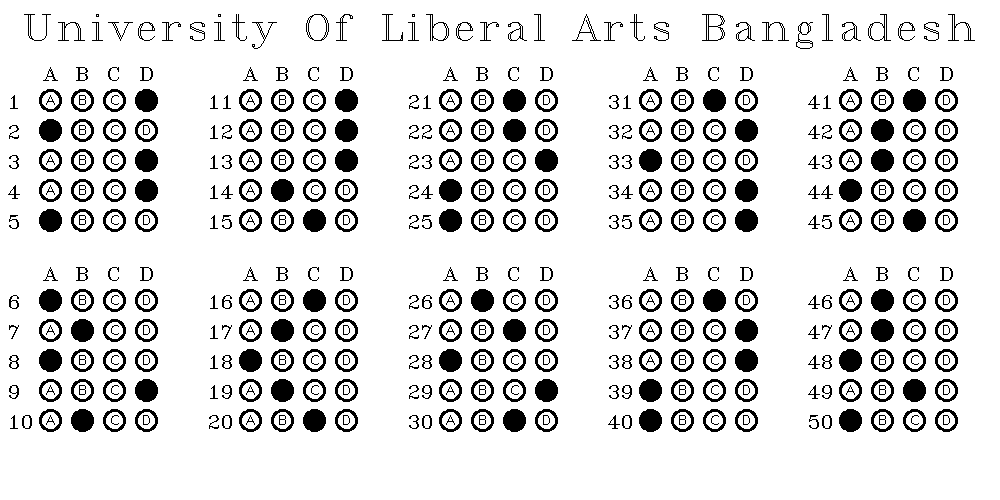 University Of Liberal Arts Bangladesh
A B C D A B C D A B C D A B C D A B C D
1 A B C 11 A B C 21 A B D 31 A B D 41 A B D
2 B C D 12 A B C 22 A B D 32 A B C 42 A C D
3 A B C 13 A B C 23 A B C 33 B C D 43 A C D
4 A B C 14 A C D 24 B C D 34 A B C 44 B C D
5 B C D 15 A B D 25 B C D 35 A B C 45 A B D
A B C D A B C D A B C D A B C D A B C D
6 B C D 16 A B D 26 A C D 36 A B D 46 A C D
7 A C D 17 A C D 27 A B D 37 A B C 47 A C D
8 B C D 18 B C D 28 B C D 38 A B C 48 B C D
9 A B C 19 A C D 29 A B C 39 B C D 49 A B D
10 A C D 20 A B D 30 A B D 40 B C D 50 B C D